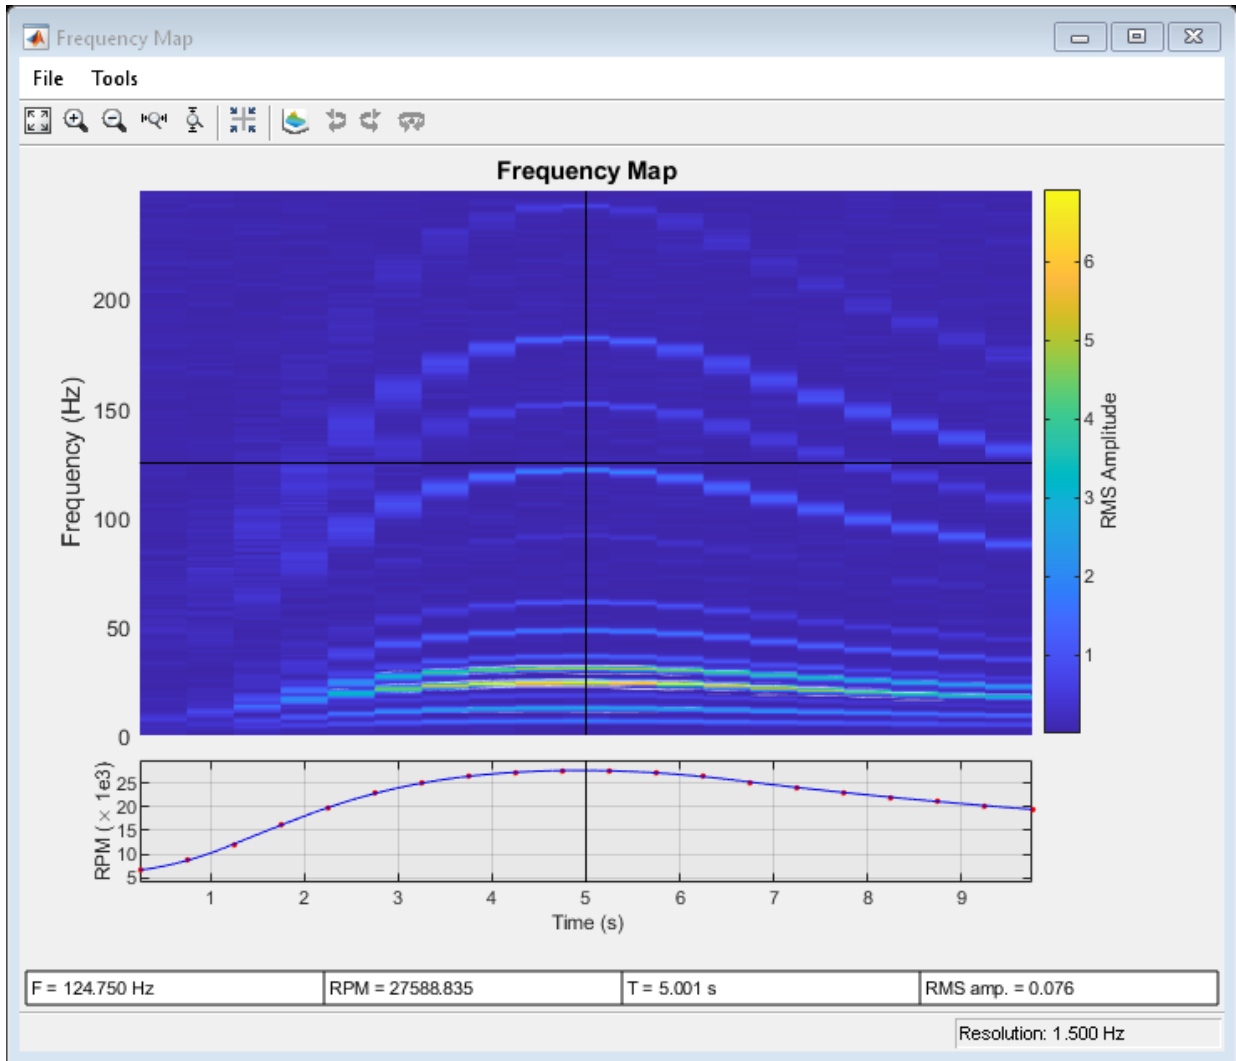 Frequency Map
File Tools
Frequency Map
Frequency (Hz)
200
150
100
50
0
6
5
4
3
2
1
RMS Amplitude
RPM ( × 1e3)
25
20
15
10
5
1 2 3 4 5 6 7 8 9
Time (s)
F = 124.750 Hz
RPM = 27588.835
T = 5.001 s
RMS amp. = 0.076
Resolution: 1.500 Hz